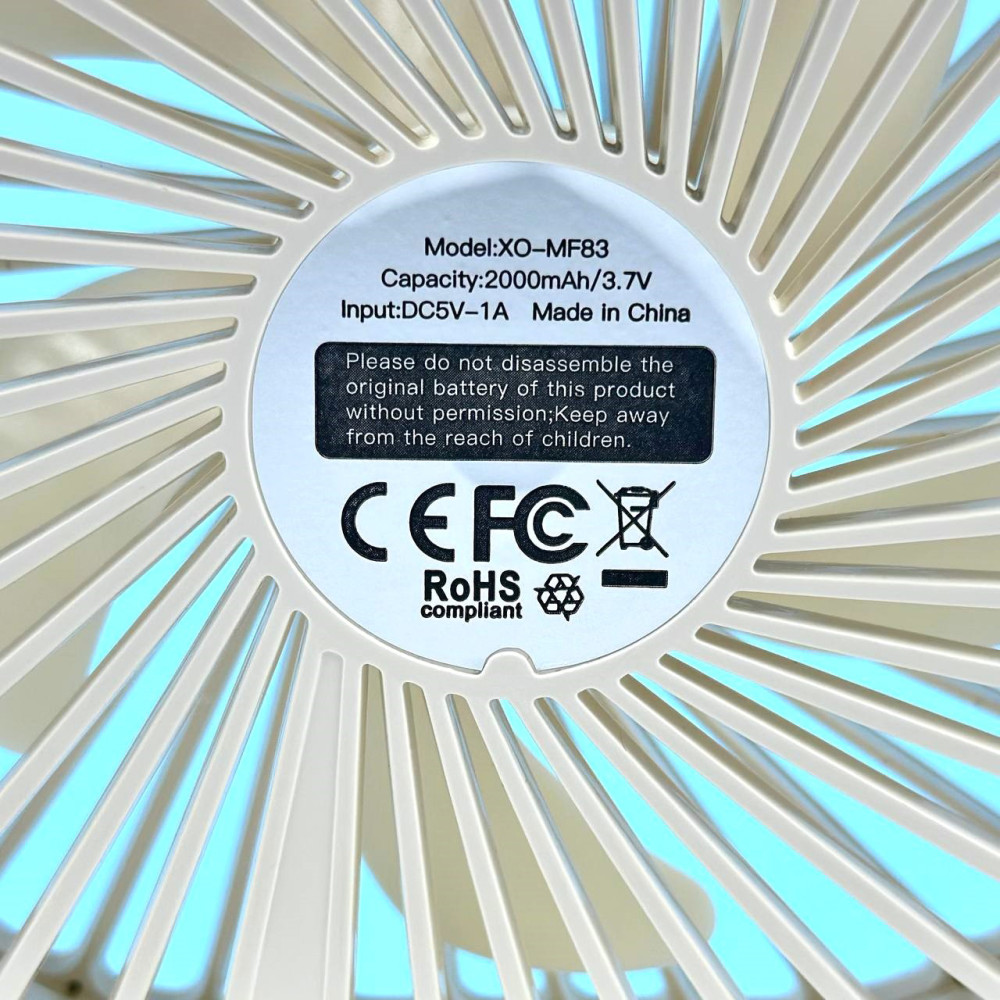 Model:XO-MF83
Capacity:2000mAh/3.7V
Input:DC5V-1A Made in China
Please do not disassemble the
original battery of this product
without permission;Keep away
from the reach of children.
CE FCC
RoHS
compliant